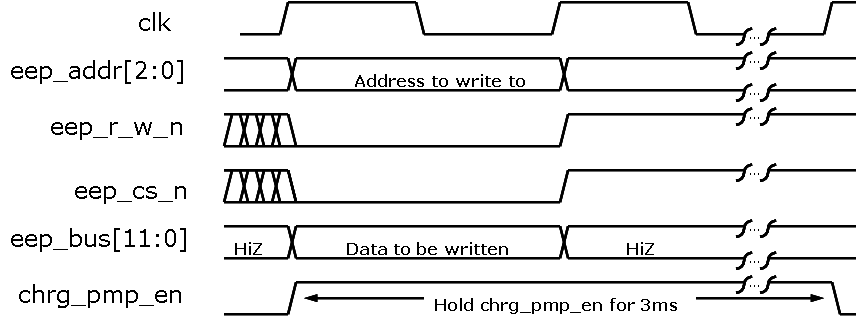 clk
... ...
eep_addr[2:0]
Address to write to
... ...
... ...
eep_r_w_n
... ...
eep_cs_n
... ...
eep_bus[11:0]
HiZ
Data to be written
HiZ
... ...
... ...
chrg_pmp_en
Hold chrg_pmp_en for 3ms
... ...